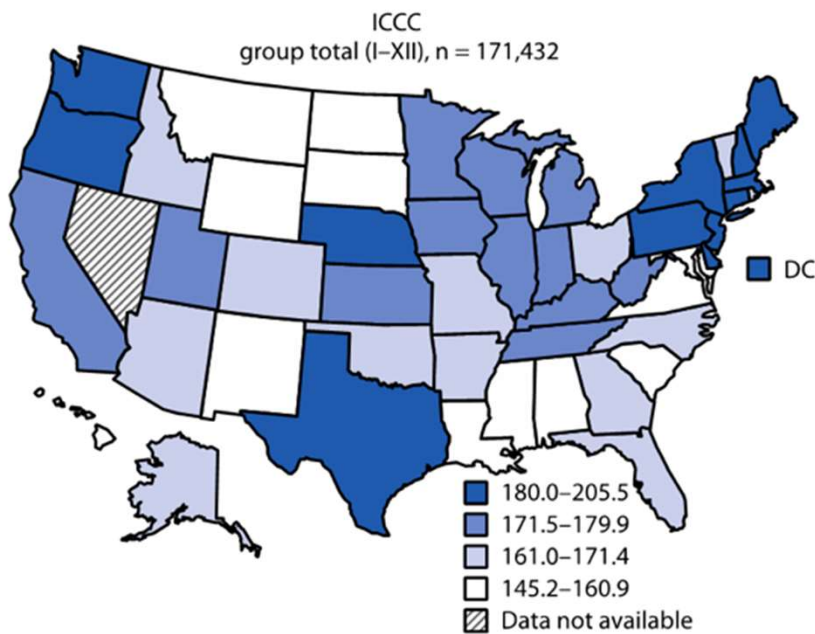 ICCC
group total (I–XII), n = 171,432
DC
180.0–205.5
171.5–179.9
161.0–171.4
145.2–160.9
Data not available